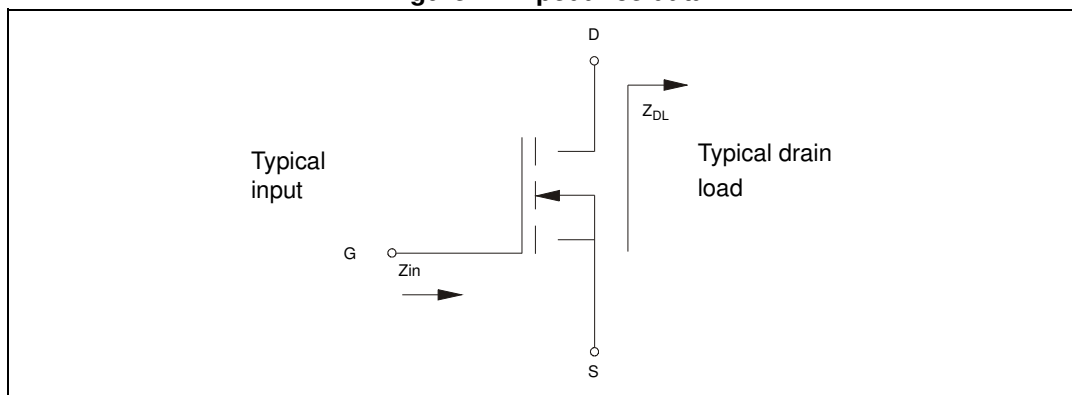 D
Z_DL
Typical drain
load
Typical
input
G
Zin
S